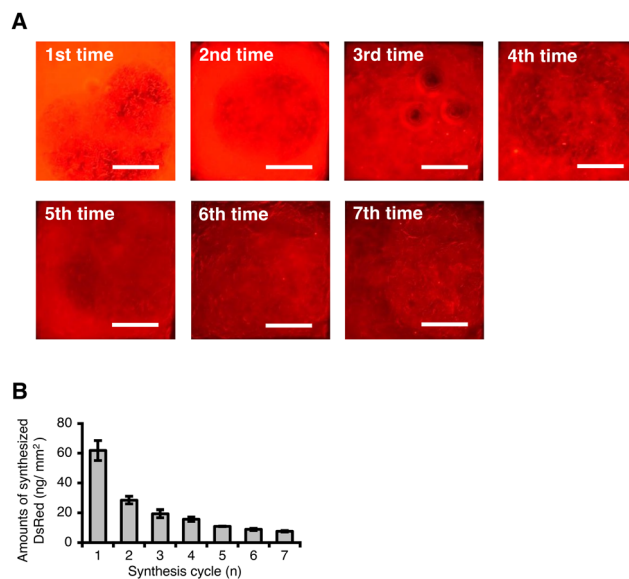 A
1st time
2nd time
3rd time
4th time
5th time
6th time
7th time
B
Amounts of synthesized
DsRed (ng/ mm²)
80
60
40
20
0
1 2 3 4 5 6 7
Synthesis cycle (n)